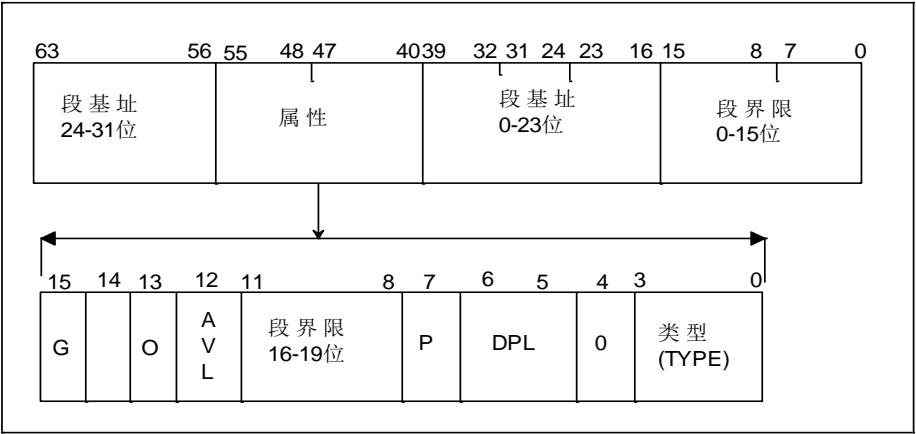 63 56 55 48 47 40 39 32 31 24 23 16 15 8 7 0
段基址 属性 段基址 段界限
24-31位 0-23位 0-15位
15 14 13 12 11 8 7 6 5 4 3 0
G O AVL 段界限 P DPL 0 类型
16-19位 (TYPE)